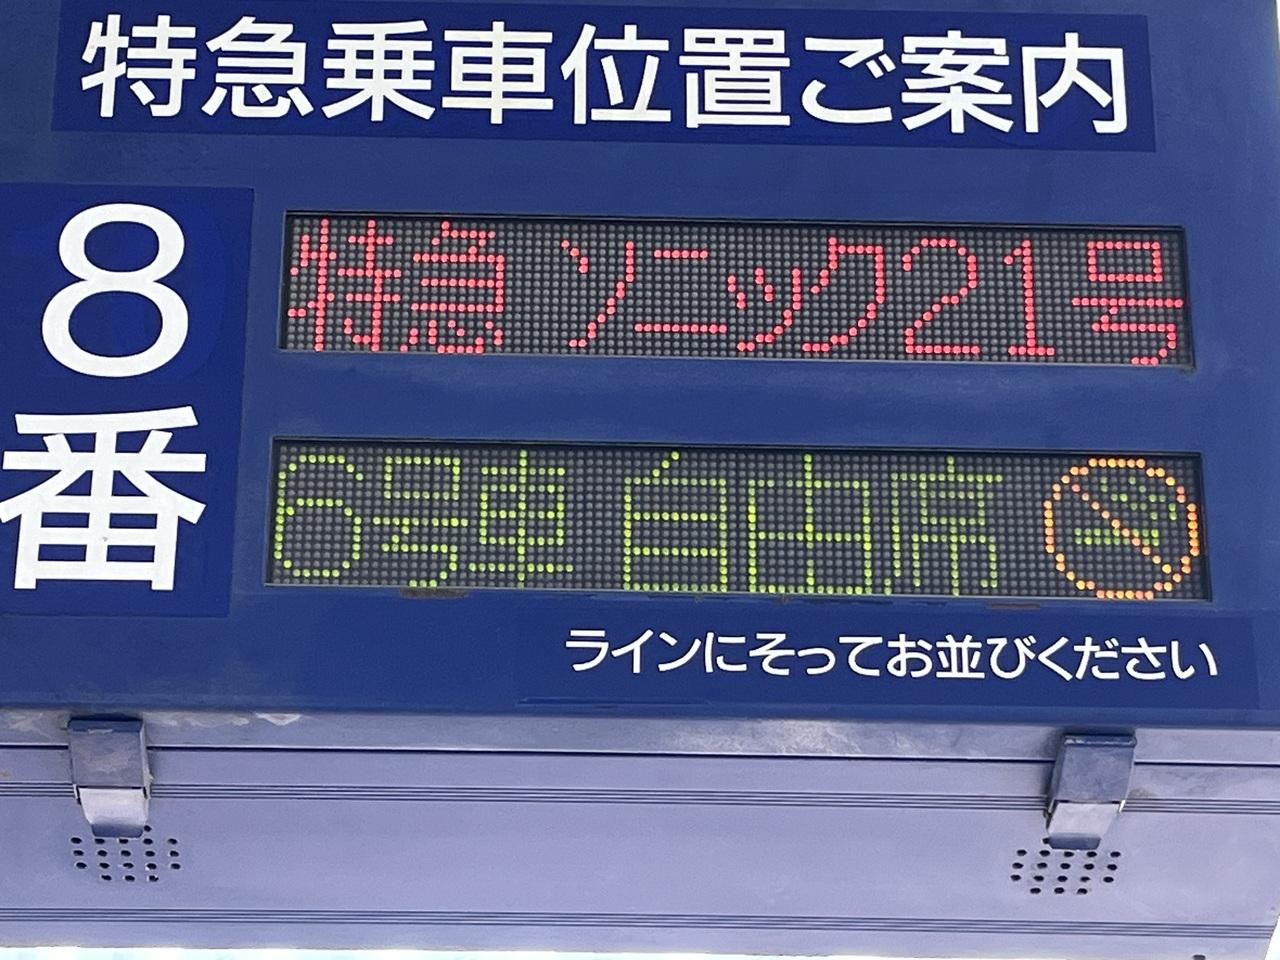 特急乗車位置ご案内
8番
特急 ソニック21号
6号車 自由席
ラインにそってお並びください